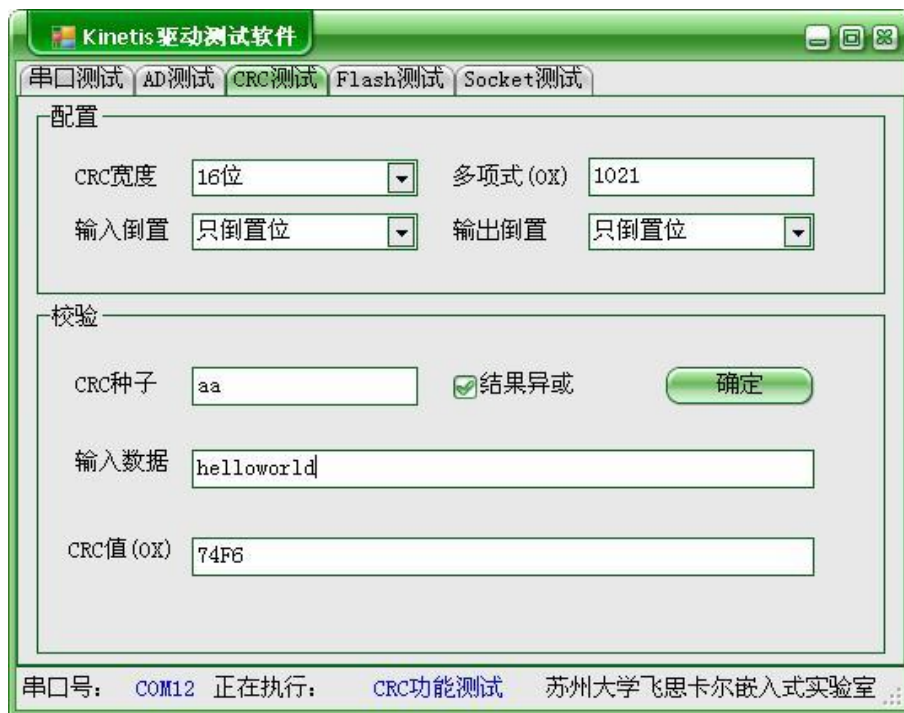 Kinetis驱动测试软件
串口测试 AD测试 CRC测试 Flash测试 Socket测试
配置
CRC宽度 16位 多项式(0X) 1021
输入倒置 只倒置位 输出倒置 只倒置位
校验
CRC种子 aa 结果异或 确定
输入数据 helloworld
CRC值(0X) 74F6
串口号： COM12 正在执行： CRC功能测试 苏州大学飞思卡尔嵌入式实验室